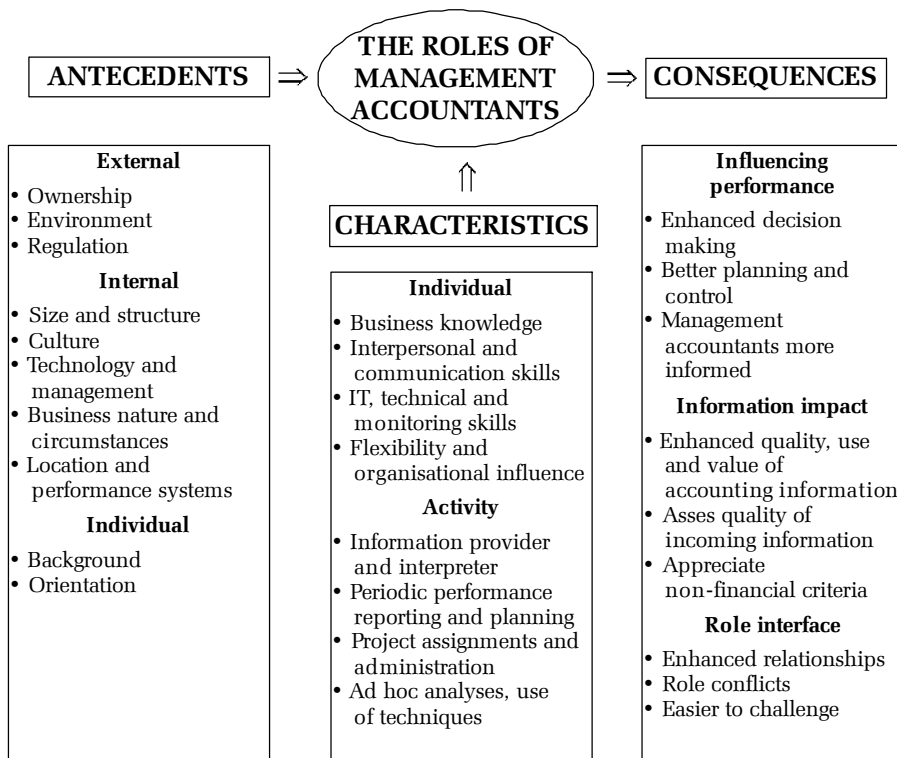 ANTECEDENTS
⇒
THE ROLES OF
MANAGEMENT
ACCOUNTANTS
⇒
CONSEQUENCES
External
• Ownership
• Environment
• Regulation
Internal
• Size and structure
• Culture
• Technology and
management
• Business nature and
circumstances
• Location and
performance systems
Individual
• Background
• Orientation
⇑
CHARACTERISTICS
Individual
• Business knowledge
• Interpersonal and
communication skills
• IT, technical and
monitoring skills
• Flexibility and
organisational influence
Activity
• Information provider
and interpreter
• Periodic performance
reporting and planning
• Project assignments and
administration
• Ad hoc analyses, use
of techniques
Influencing
performance
• Enhanced decision
making
• Better planning and
control
• Management
accountants more
informed
Information impact
• Enhanced quality, use
and value of
accounting information
• Asses quality of
incoming information
• Appreciate
non-financial criteria
Role interface
• Enhanced relationships
• Role conflicts
• Easier to challenge